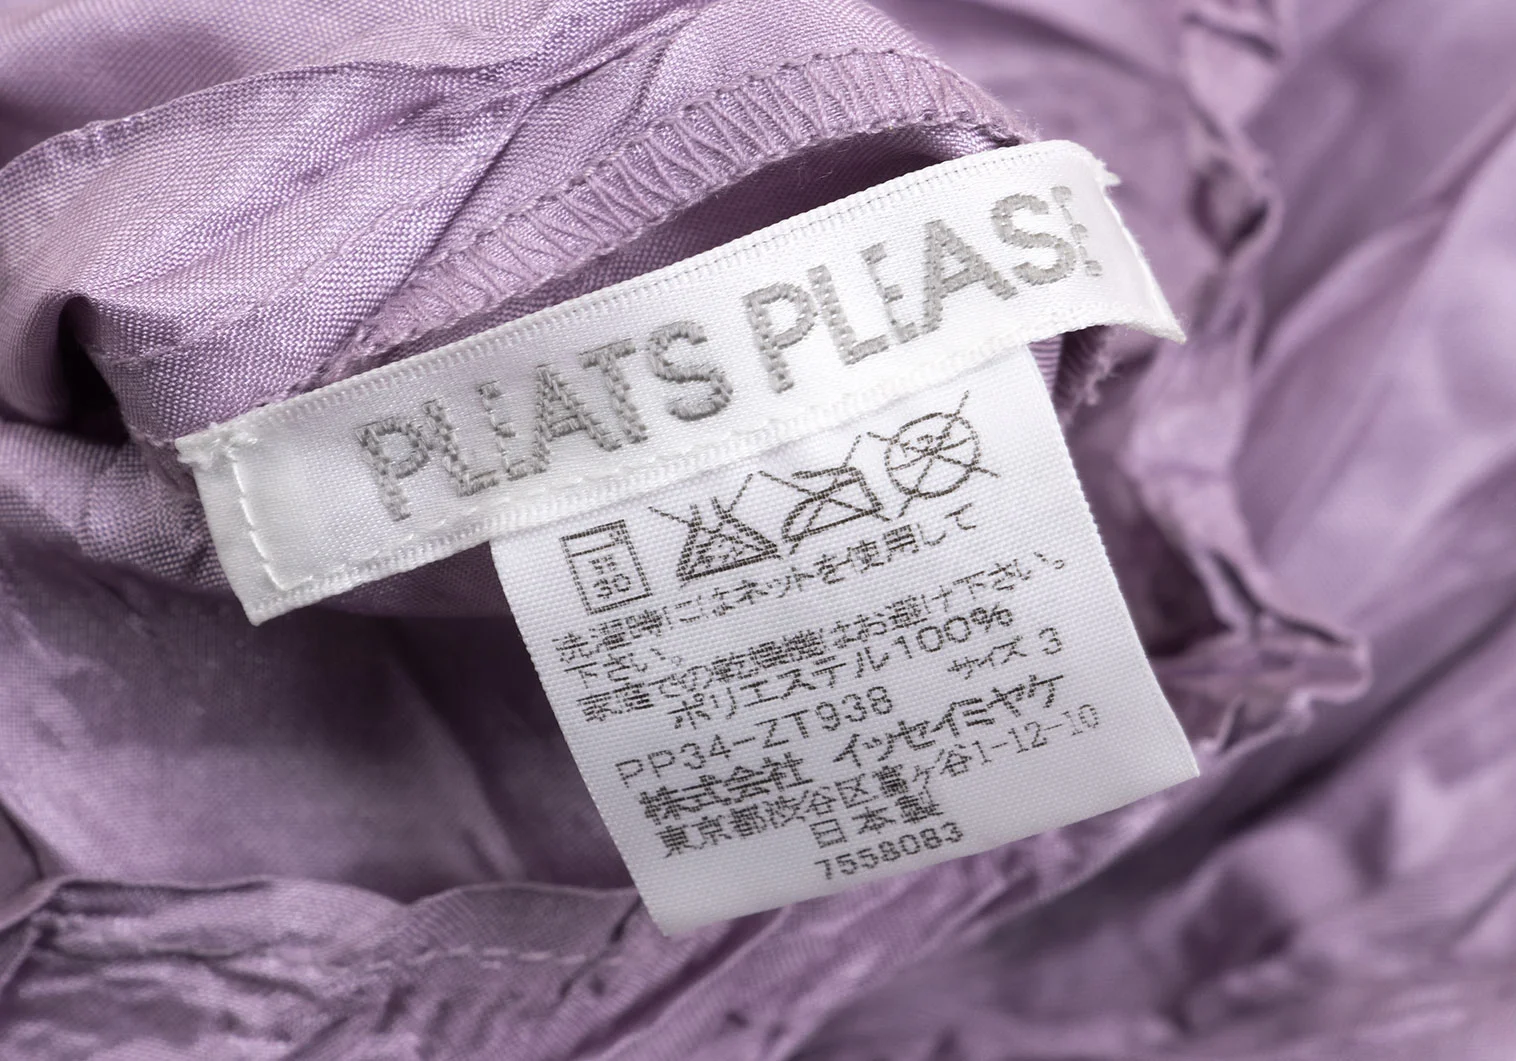 PLEATS PLEASE
弱
30
洗濯時にはネットを使用して
下さい。
家庭での乾燥機はお避け下さい。
ポリエステル100%
サイズ 3
PP34-ZT938
株式会社 イッセイミヤケ
東京都渋谷区富ヶ谷1-12-10
日本製
7558083